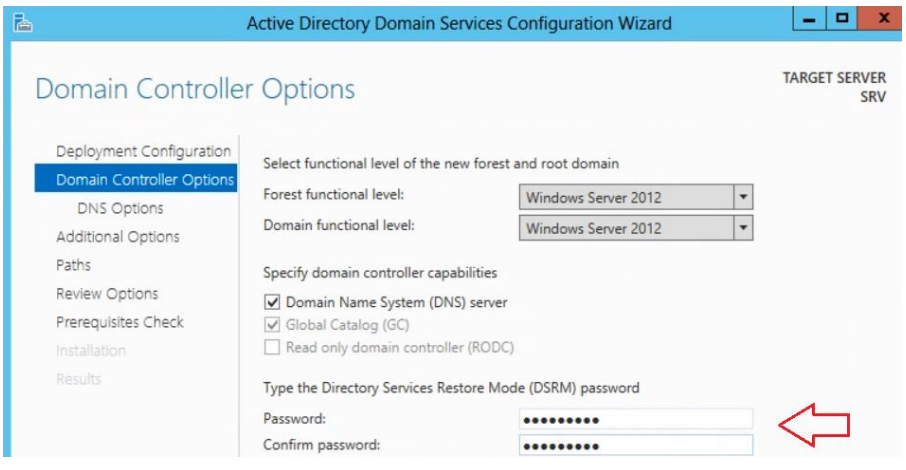 Active Directory Domain Services Configuration Wizard
Domain Controller Options
TARGET SERVER
SRV
Deployment Configuration
Domain Controller Options
DNS Options
Additional Options
Paths
Review Options
Prerequisites Check
Installation
Results
Select functional level of the new forest and root domain
Forest functional level: Windows Server 2012
Domain functional level: Windows Server 2012
Specify domain controller capabilities
Domain Name System (DNS) server
Global Catalog (GC)
Read only domain controller (RODC)
Type the Directory Services Restore Mode (DSRM) password
Password: •••••••••
Confirm password: •••••••••